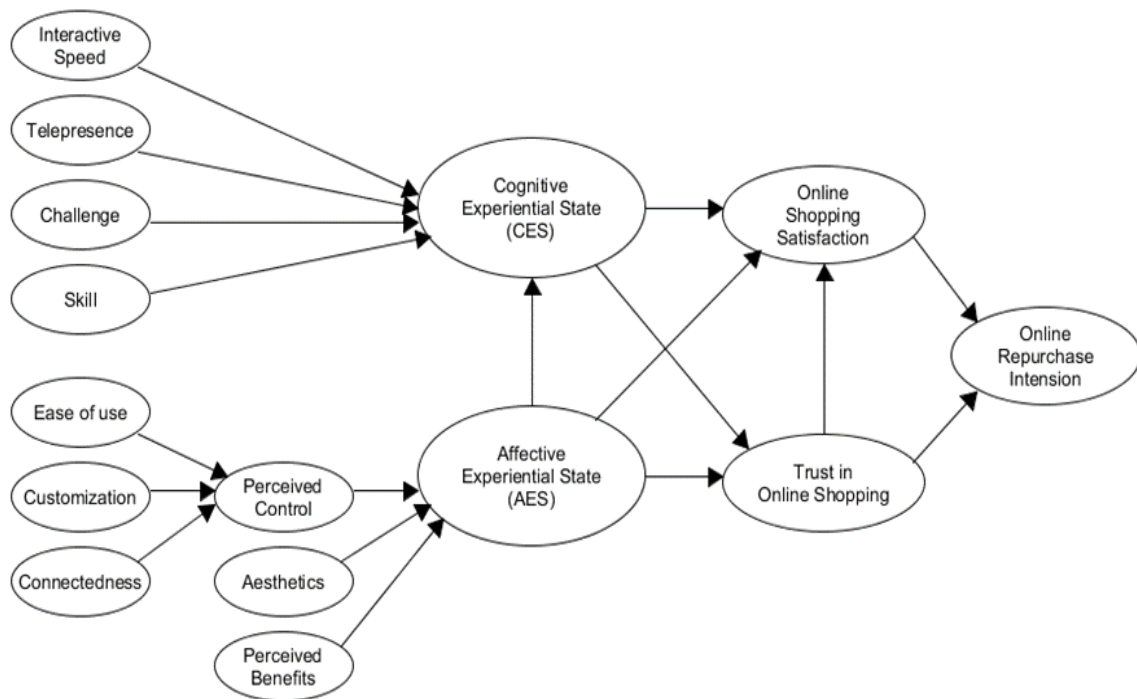 Interactive
Speed
Telepresence
Challenge
Skill
Ease of use
Customization
Connectedness
Perceived
Control
Aesthetics
Perceived
Benefits
Cognitive
Experiential State
(CES)
Affective
Experiential State
(AES)
Online
Shopping
Satisfaction
Trust in
Online Shopping
Online
Repurchase
Intension